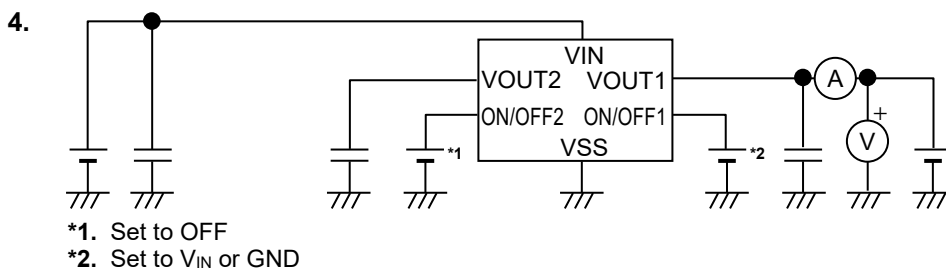 4.
VIN
VOUT2 VOUT1
A
ON/OFF2 ON/OFF1
+
V
VSS
*1 *2
*1. Set to OFF
*2. Set to VIN or GND